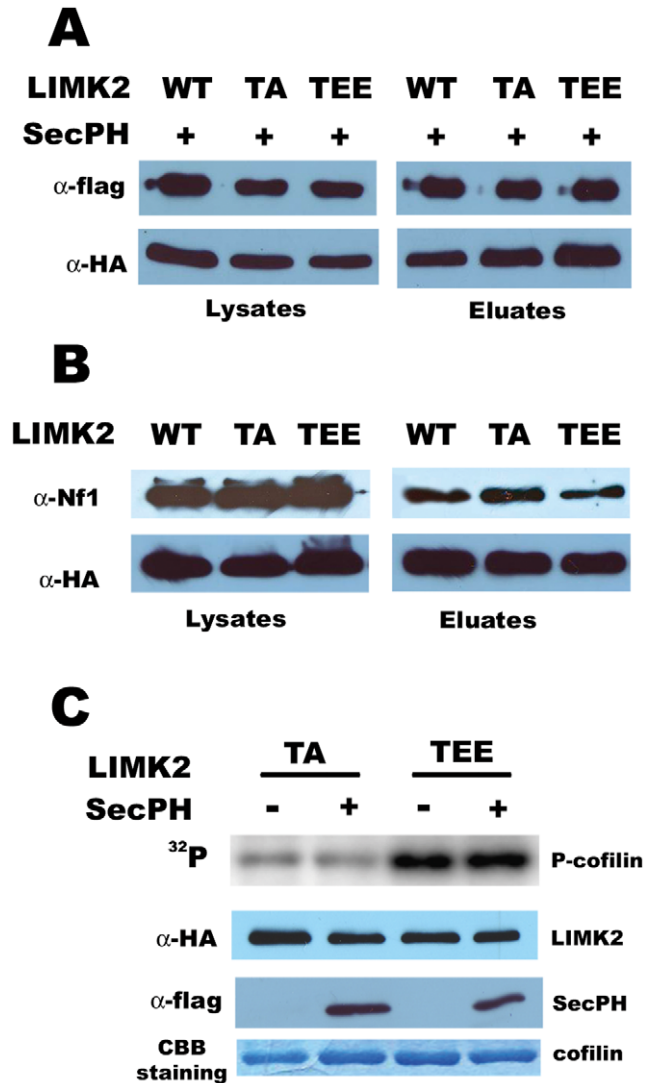 A
LIMK2 WT TA TEE WT TA TEE
SecPH + + + + + +
α-flag
α-HA
Lysates Eluates
B
LIMK2 WT TA TEE WT TA TEE
α-Nf1
α-HA
Lysates Eluates
C
LIMK2 TA TEE
SecPH - + - +
³²P P-cofilin
α-HA LIMK2
α-flag SecPH
CBB
staining cofilin